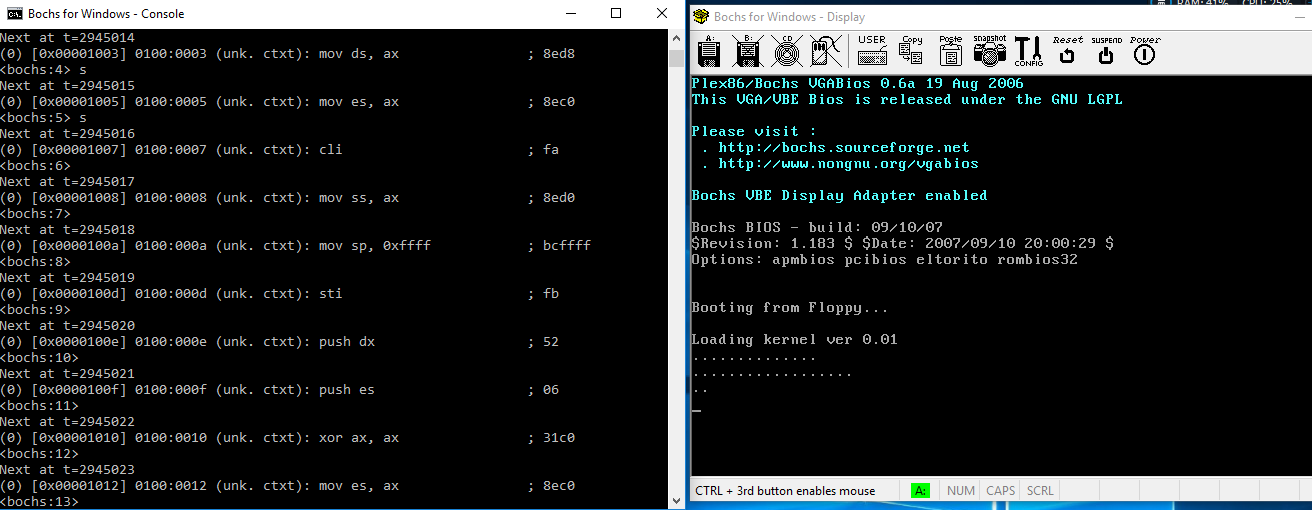 Bochs for Windows - Console
Next at t=2945014
(0) [0x00001003] 0100:0003 (unk. ctxt): mov ds, ax ; 8ed8
<bochs:4> s
Next at t=2945015
(0) [0x00001005] 0100:0005 (unk. ctxt): mov es, ax ; 8ec0
<bochs:5> s
Next at t=2945016
(0) [0x00001007] 0100:0007 (unk. ctxt): cli ; fa
<bochs:6>
Next at t=2945017
(0) [0x00001008] 0100:0008 (unk. ctxt): mov ss, ax ; 8ed0
<bochs:7>
Next at t=2945018
(0) [0x0000100a] 0100:000a (unk. ctxt): mov sp, 0xffff ; bcffff
<bochs:8>
Next at t=2945019
(0) [0x0000100d] 0100:000d (unk. ctxt): sti ; fb
<bochs:9>
Next at t=2945020
(0) [0x0000100e] 0100:000e (unk. ctxt): push dx ; 52
<bochs:10>
Next at t=2945021
(0) [0x0000100f] 0100:000f (unk. ctxt): push es ; 06
<bochs:11>
Next at t=2945022
(0) [0x00001010] 0100:0010 (unk. ctxt): xor ax, ax ; 31c0
<bochs:12>
Next at t=2945023
(0) [0x00001012] 0100:0012 (unk. ctxt): mov es, ax ; 8ec0
<bochs:13>
RAM: 41% CPU: 25%
Bochs for Windows - Display
A: B: CD USER Copy Paste snapshot CONFIG Reset SUSPEND Power
Plex86/Bochs VGABios 0.6a 19 Aug 2006
This VGA/VBE Bios is released under the GNU LGPL
Please visit :
. http://bochs.sourceforge.net
. http://www.nongnu.org/vgabios
Bochs VBE Display Adapter enabled
Bochs BIOS - build: 09/10/07
$Revision: 1.183 $ $Date: 2007/09/10 20:00:29 $
Options: apmbios pcibios eltorito rombios32
Booting from Floppy...
Loading kernel ver 0.01
..............
..................
..
_
CTRL + 3rd button enables mouse A: NUM CAPS SCRL